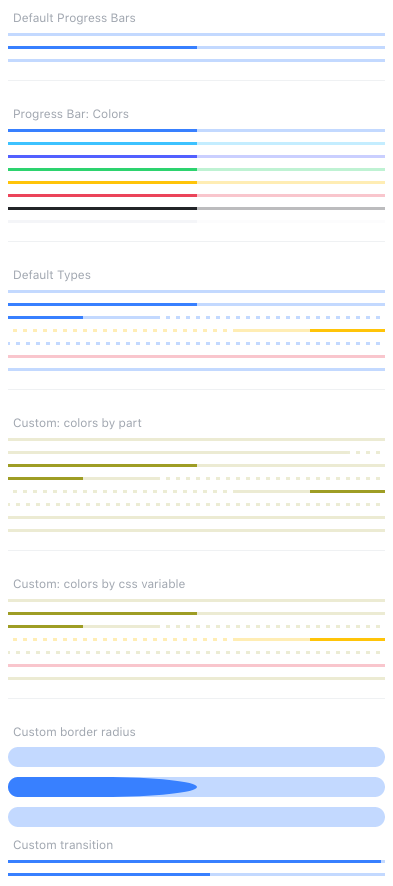 Default Progress Bars
Progress Bar: Colors
Default Types
Custom: colors by part
Custom: colors by css variable
Custom border radius
Custom transition